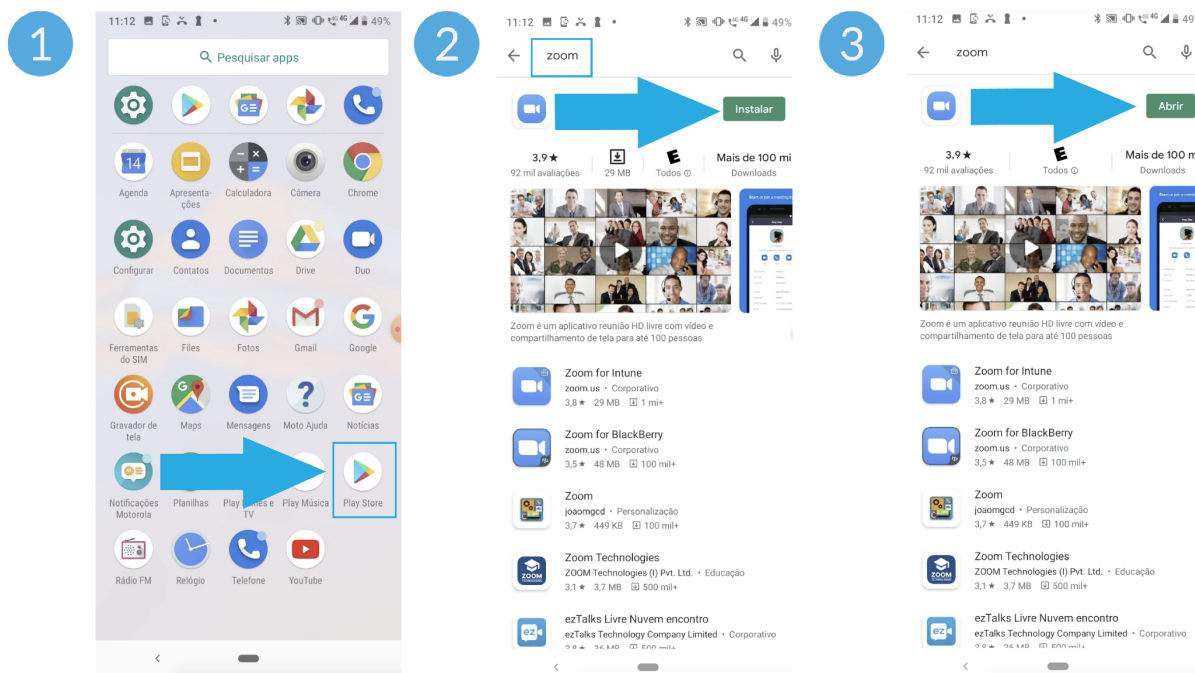 1
11:12
49%
Pesquisar apps
14
Agenda
Apresenta-
ções
Calculadora
Câmera
Chrome
Configurar
Contatos
Documentos
Drive
Duo
Ferramentas
do SIM
Files
Fotos
Gmail
Google
Gravador de
tela
Maps
Mensagens
Moto Ajuda
Notícias
Notificações
Motorola
Planilhas
TV
Play Música
Play Store
Rádio FM
Relógio
Telefone
YouTube
2
11:12
4G 49%
zoom
Instalar
3,9 ★
92 mil avaliações
29 MB
E
Todos
Mais de 100 mi
Downloads
Zoom é um aplicativo reunião HD livre com vídeo e
compartilhamento de tela para até 100 pessoas
Zoom for Intune
zoom.us • Corporativo
3,8 ★ 29 MB 1 mi+
Zoom for BlackBerry
zoom.us • Corporativo
3,5 ★ 48 MB 100 mil+
Zoom
joaomgcd • Personalização
3,7 ★ 449 KB 100 mil+
Zoom Technologies
ZOOM Technologies (I) Pvt. Ltd. • Educação
3,1 ★ 3,7 MB 500 mil+
ezTalks Livre Nuvem encontro
ezTalks Technology Company Limited • Corporativo
3
11:12
4G 49
zoom
Abrir
3,9 ★
92 mil avaliações
E
Todos
Mais de 100 m
Downloads
Zoom é um aplicativo reunião HD livre com vídeo e
compartilhamento de tela para até 100 pessoas
Zoom for Intune
zoom.us • Corporativo
3,8 ★ 29 MB 1 mi+
Zoom for BlackBerry
zoom.us • Corporativo
3,5 ★ 48 MB 100 mil+
Zoom
joaomgcd • Personalização
3,7 ★ 449 KB 100 mil+
Zoom Technologies
ZOOM Technologies (I) Pvt. Ltd. • Educação
3,1 ★ 3,7 MB 500 mil+
ezTalks Livre Nuvem encontro
ezTalks Technology Company Limited • Corporativo